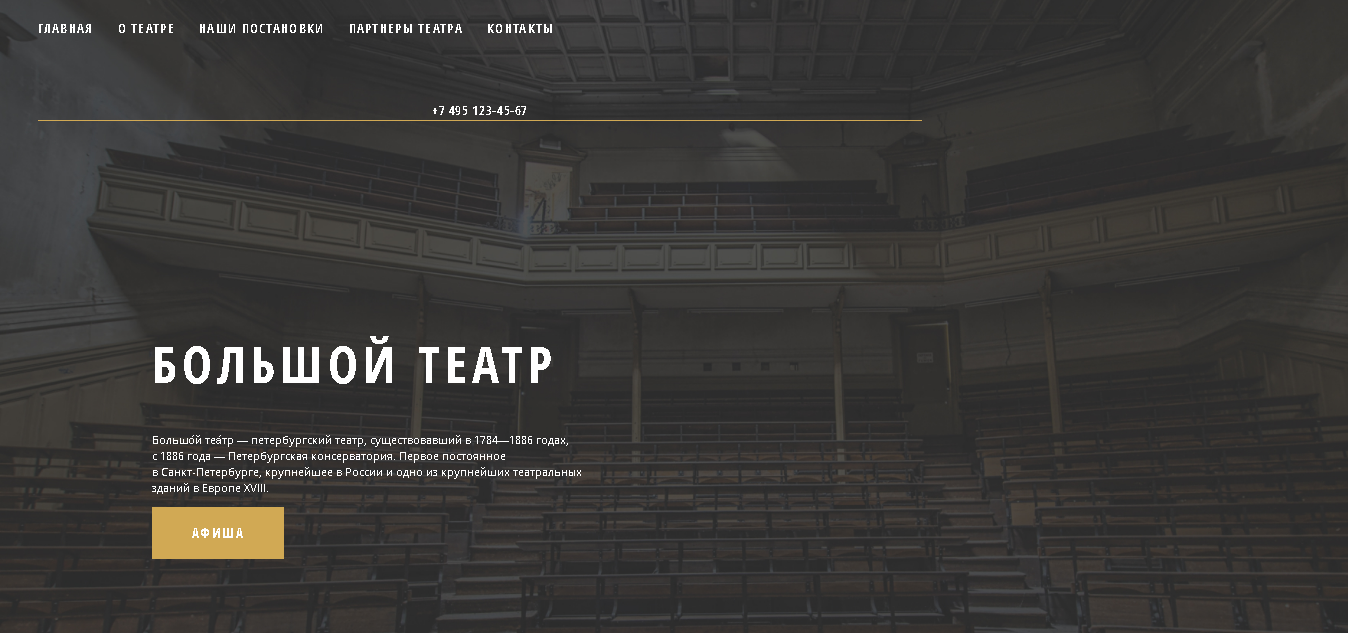 ГЛАВНАЯ О ТЕАТРЕ НАШИ ПОСТАНОВКИ ПАРТНЕРЫ ТЕАТРА КОНТАКТЫ
+7 495 123-45-67
БОЛЬШОЙ ТЕАТР
Большо́й теа́тр — петербургский театр, существовавший в 1784—1886 годах,
с 1886 года — Петербургская консерватория. Первое постоянное
в Санкт-Петербурге, крупнейшее в России и одно из крупнейших театральных
зданий в Европе XVIII.
АФИША